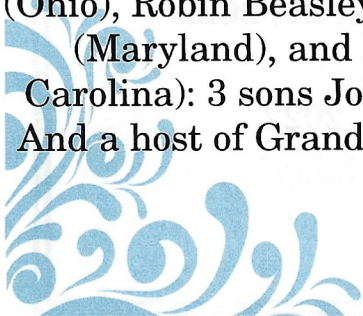 (Ohio), Robin Beasley
(Maryland), and
Carolina): 3 sons Jo
And a host of Grand